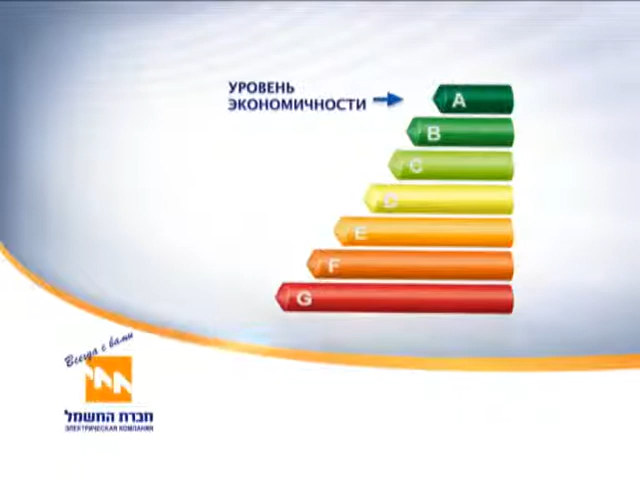 УРОВЕНЬ
ЭКОНОМИЧНОСТИ
A
B
C
D
E
F
G
Всегда с вами
חברת החשמל
ЭЛЕКТРИЧЕСКАЯ КОМПАНИЯ